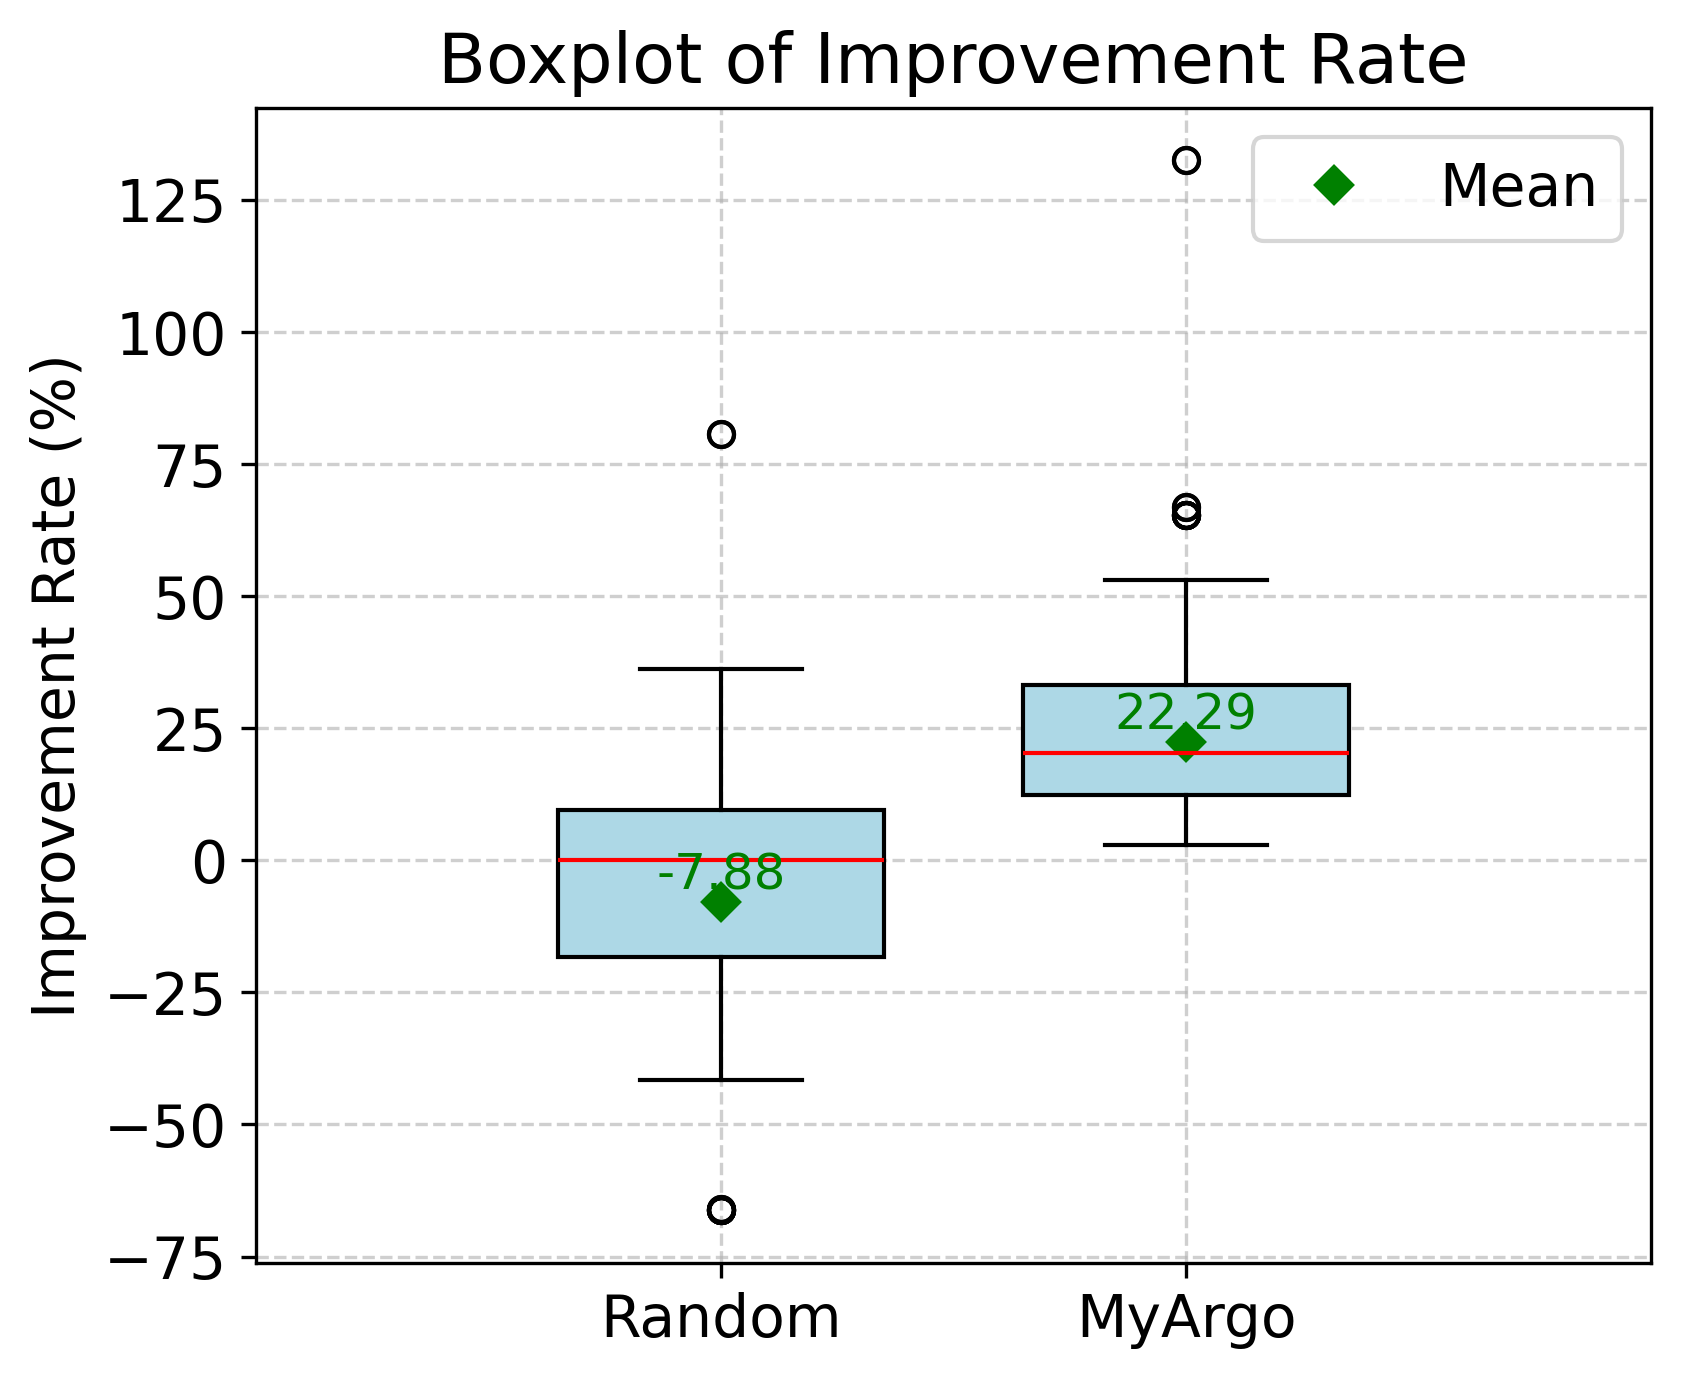 Boxplot of Improvement Rate
Improvement Rate (%)
125
100
75
50
25
0
−25
−50
−75
Mean
22.29
-7.88
Random
MyArgo